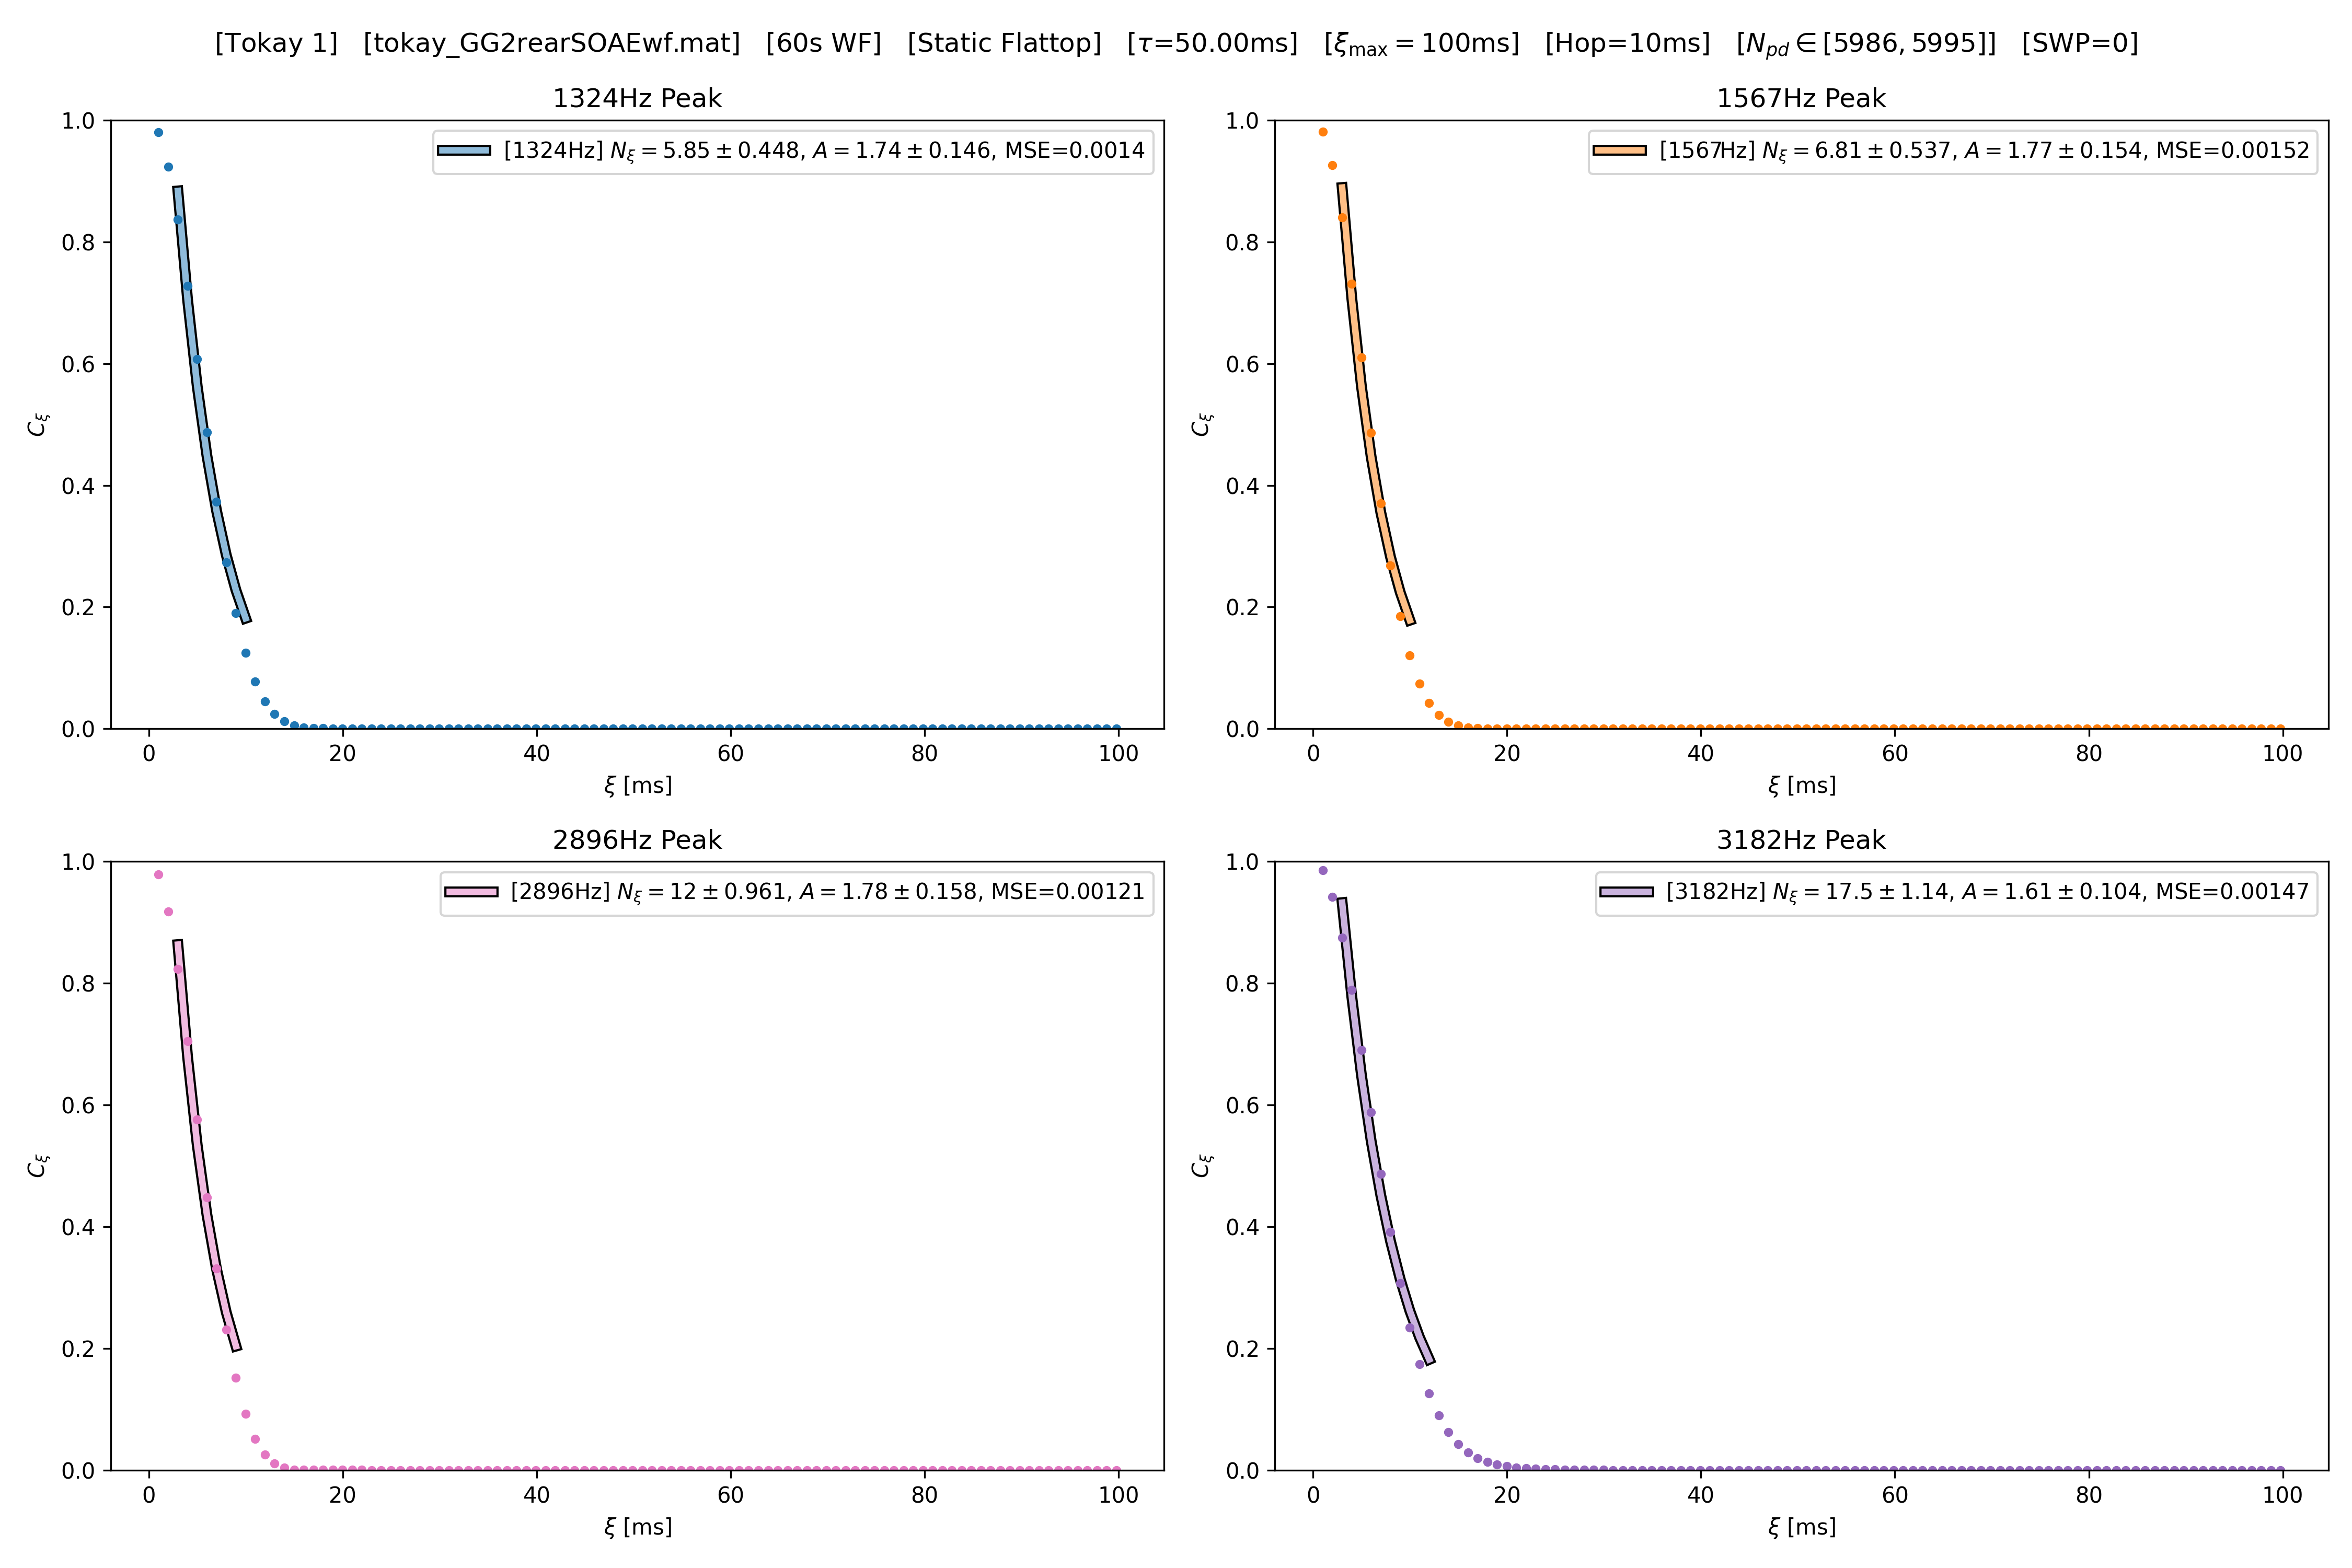 [Tokay 1] [tokay_GG2rearSOAEwf.mat] [60s WF] [Static Flattop] [τ=50.00ms] [ξmax = 100ms] [Hop=10ms] [Npd ∈ [5986, 5995]] [SWP=0]
1324Hz Peak
[1324Hz] Nξ = 5.85 ± 0.448, A = 1.74 ± 0.146, MSE=0.0014
1.0
0.8
0.6
0.4
0.2
0.0
Cξ
0 20 40 60 80 100
ξ [ms]
1567Hz Peak
[1567Hz] Nξ = 6.81 ± 0.537, A = 1.77 ± 0.154, MSE=0.00152
1.0
0.8
0.6
0.4
0.2
0.0
Cξ
0 20 40 60 80 100
ξ [ms]
2896Hz Peak
[2896Hz] Nξ = 12 ± 0.961, A = 1.78 ± 0.158, MSE=0.00121
1.0
0.8
0.6
0.4
0.2
0.0
Cξ
0 20 40 60 80 100
ξ [ms]
3182Hz Peak
[3182Hz] Nξ = 17.5 ± 1.14, A = 1.61 ± 0.104, MSE=0.00147
1.0
0.8
0.6
0.4
0.2
0.0
Cξ
0 20 40 60 80 100
ξ [ms]